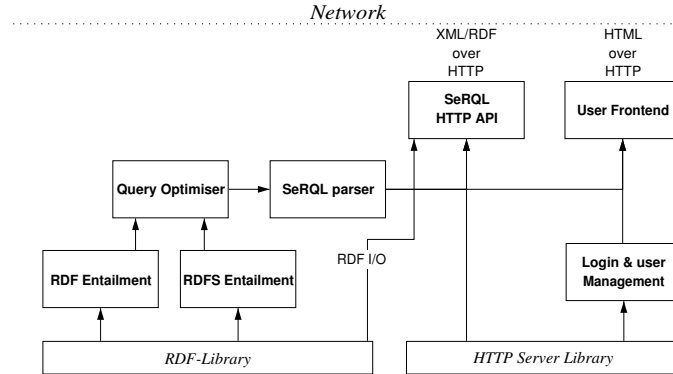 Network
XML/RDF
over
HTTP
HTML
over
HTTP
SeRQL
HTTP API
User Frontend
Query Optimiser
SeRQL parser
RDF Entailment
RDFS Entailment
RDF I/O
Login & user
Management
RDF-Library
HTTP Server Library